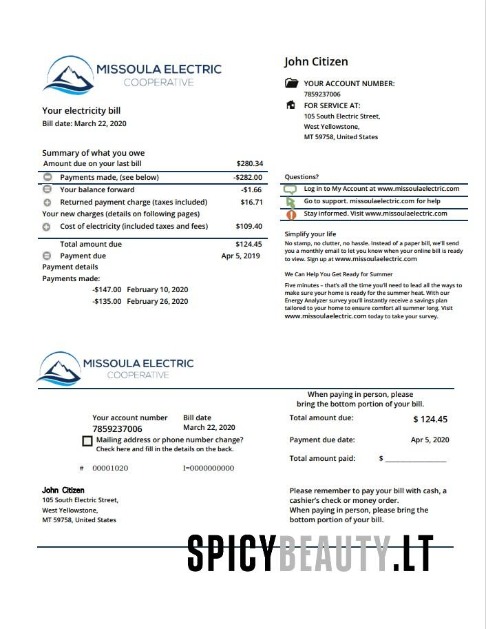 MISSOULA ELECTRIC
COOPERATIVE
Your electricity bill
Bill date: March 22, 2020
John Citizen
YOUR ACCOUNT NUMBER:
7859237006
FOR SERVICE AT:
105 South Electric Street,
West Yellowstone,
MT 59758, United States
Summary of what you owe
Amount due on your last bill $280.34
Payments made, (see below) -$282.00
Your balance forward -$1.66
Returned payment charge (taxes included) $16.71
Your new charges (details on following pages)
Cost of electricity (included taxes and fees) $109.40
Total amount due $124.45
Payment due Apr 5, 2019
Payment details
Payments made:
-$147.00 February 10, 2020
-$135.00 February 26, 2020
Questions?
Log in to My Account at www.missoulaelectric.com
Go to support. missoulaelectric.com for help
Stay informed. Visit www.missoulaelectric.com
Simplify your life
No stamp, no clutter, no hassle. Instead of a paper bill, we'll send
you a monthly email to let you know when your online bill is ready
to view. Sign up at www.missoulaelectric.com
We Can Help You Get Ready for Summer
Five minutes – that's all the time you'll need to lead all the ways to
make sure your home is ready for the summer heat. With our
Energy Analyzer survey you'll instantly receive a savings plan
tailored to your home to ensure comfort all summer long. Visit
www.missoulaelectric.com today to take your survey.
MISSOULA ELECTRIC
COOPERATIVE
When paying in person, please
bring the bottom portion of your bill.
Your account number Bill date
7859237006 March 22, 2020
Mailing address or phone number change?
Check here and fill in the details on the back.
# 00001020 I=0000000000
Total amount due: $ 124.45
Payment due date: Apr 5, 2020
Total amount paid: $ ________________
John Citizen
105 South Electric Street,
West Yellowstone,
MT 59758, United States
Please remember to pay your bill with cash, a
cashier's check or money order.
When paying in person, please bring the
bottom portion of your bill.
SPICYBEAUTY.LT